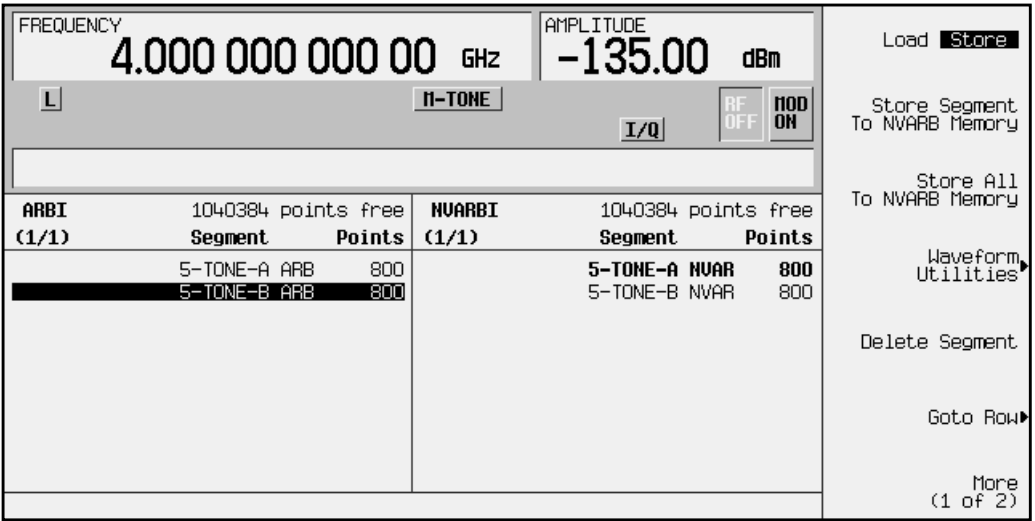 FREQUENCY
4.000 000 000 00 GHz
AMPLITUDE
-135.00 dBm
L
M-TONE
I/Q
RF
OFF
MOD
ON
ARBI 1040384 points free
(1/1) Segment Points
5-TONE-A ARB 800
5-TONE-B ARB 800
NVARBI 1040384 points free
(1/1) Segment Points
5-TONE-A NVAR 800
5-TONE-B NVAR 800
Load Store
Store Segment
To NVARB Memory
Store All
To NVARB Memory
Waveform
Utilities
Delete Segment
Goto Row
More
(1 of 2)